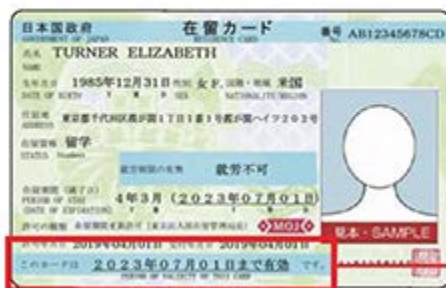 日本国政府 在留カード 番号 AB12345678CD
GOVERNMENT OF JAPAN RESIDENCE CARD
氏名 TURNER ELIZABETH
NAME
生年月日 1985年12月31日 性別 女 F. 国籍・地域 米国
DATE OF BIRTH Y M D SEX NATIONALITY/REGION
住居地 東京都千代田区霞が関1丁目1番1号霞が関ハイツ202号
ADDRESS
在留資格 留学
STATUS Student
就労制限の有無 就労不可
在留期間(満了日) 4年3月(2023年07月01日)
PERIOD OF STAY
(DATE OF EXPIRATION) Y M Y M D
許可の種類 MOJ
見本・SAMPLE
許可年月日 2019年04月01日 交付年月日 2019年04月01日
このカードは 2023年07月01日まで有効 です。
PERIOD OF VALIDITY OF THIS CARD